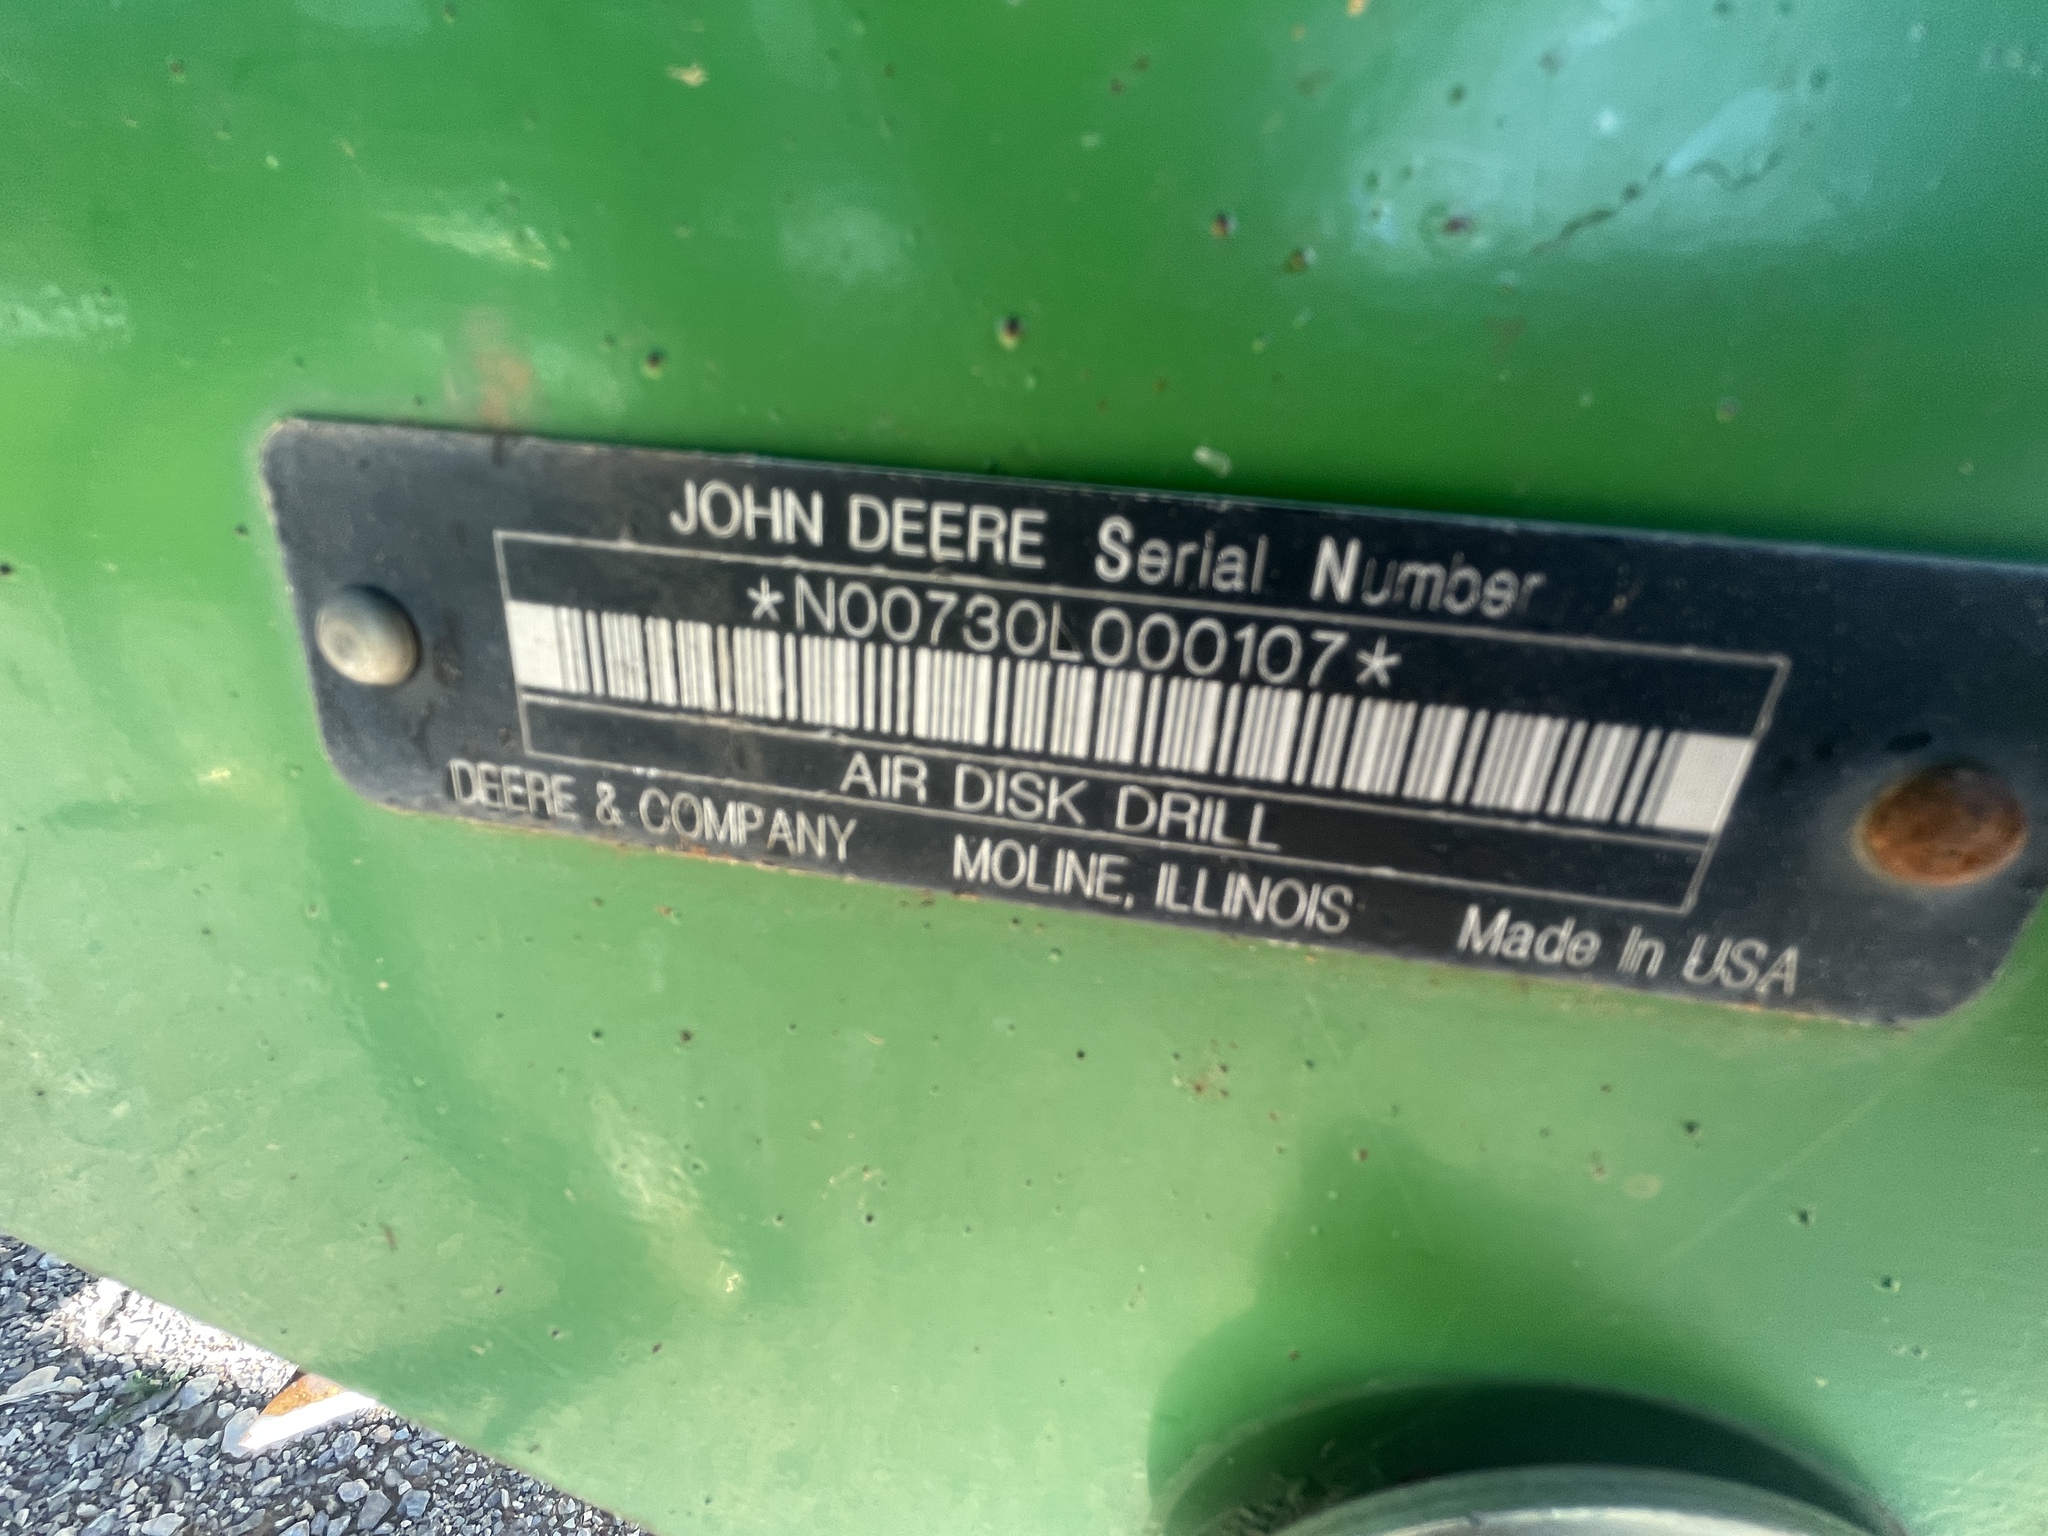 JOHN DEERE Serial Number
*N00730L000107*
AIR DISK DRILL
DEERE & COMPANY MOLINE, ILLINOIS Made In USA